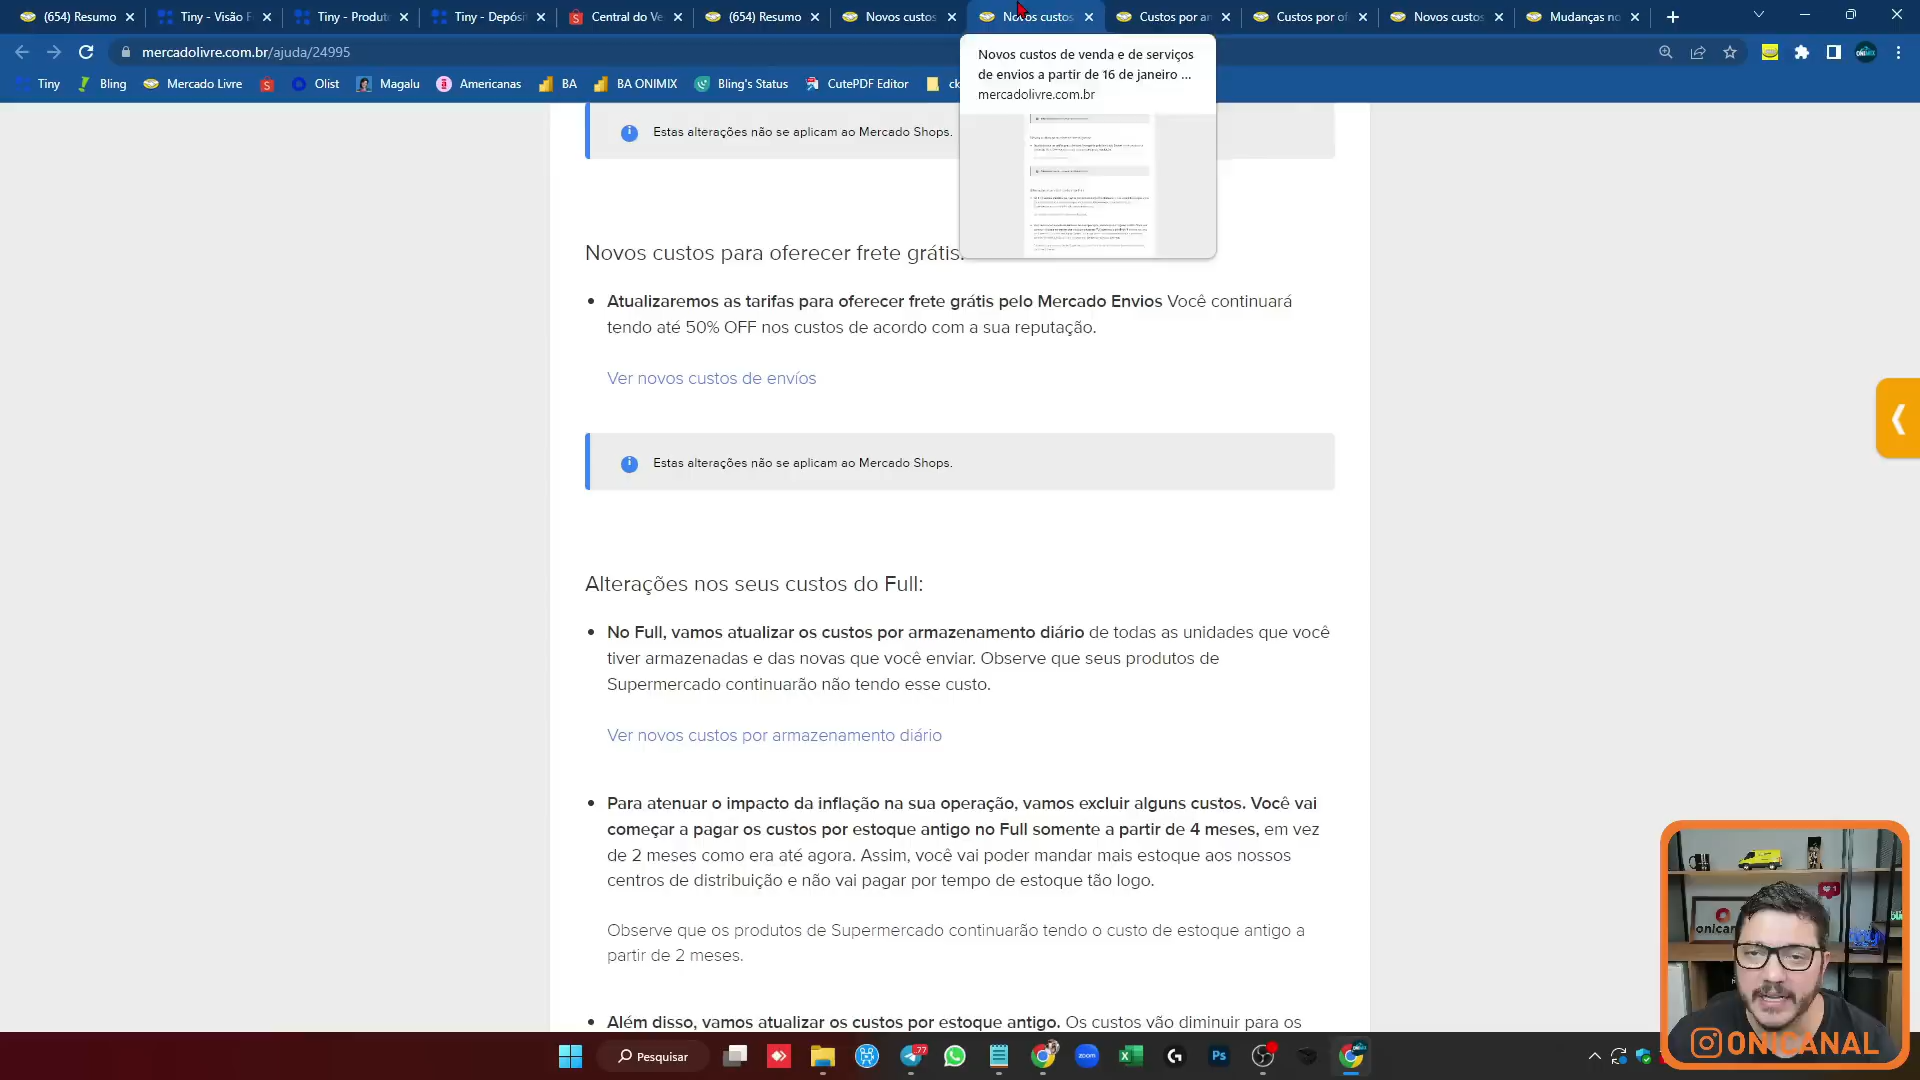 (654) Resumo
Tiny - Visão F
Tiny - Produt
Tiny - Depósi
Central do Ve
(654) Resumo
Novos custos
Novos custos
Custos por ar
Custos por of
Novos custos
Mudanças no
mercadolivre.com.br/ajuda/24995
Tiny
Bling
Mercado Livre
Olist
Magalu
Americanas
BA
BA ONIMIX
Bling's Status
CutePDF Editor
Novos custos de venda e de serviços
de envios a partir de 16 de janeiro ...
mercadolivre.com.br
Estas alterações não se aplicam ao Mercado Shops.
Novos custos para oferecer frete grátis.
Atualizaremos as tarifas para oferecer frete grátis pelo Mercado Envios Você continuará
tendo até 50% OFF nos custos de acordo com a sua reputação.
Ver novos custos de envíos
Estas alterações não se aplicam ao Mercado Shops.
Alterações nos seus custos do Full:
No Full, vamos atualizar os custos por armazenamento diário de todas as unidades que você
tiver armazenadas e das novas que você enviar. Observe que seus produtos de
Supermercado continuarão não tendo esse custo.
Ver novos custos por armazenamento diário
Para atenuar o impacto da inflação na sua operação, vamos excluir alguns custos. Você vai
começar a pagar os custos por estoque antigo no Full somente a partir de 4 meses, em vez
de 2 meses como era até agora. Assim, você vai poder mandar mais estoque aos nossos
centros de distribuição e não vai pagar por tempo de estoque tão logo.
Observe que os produtos de Supermercado continuarão tendo o custo de estoque antigo a
partir de 2 meses.
Além disso, vamos atualizar os custos por estoque antigo. Os custos vão diminuir para os
Pesquisar
77
zoom
Ps
@ONICANAL